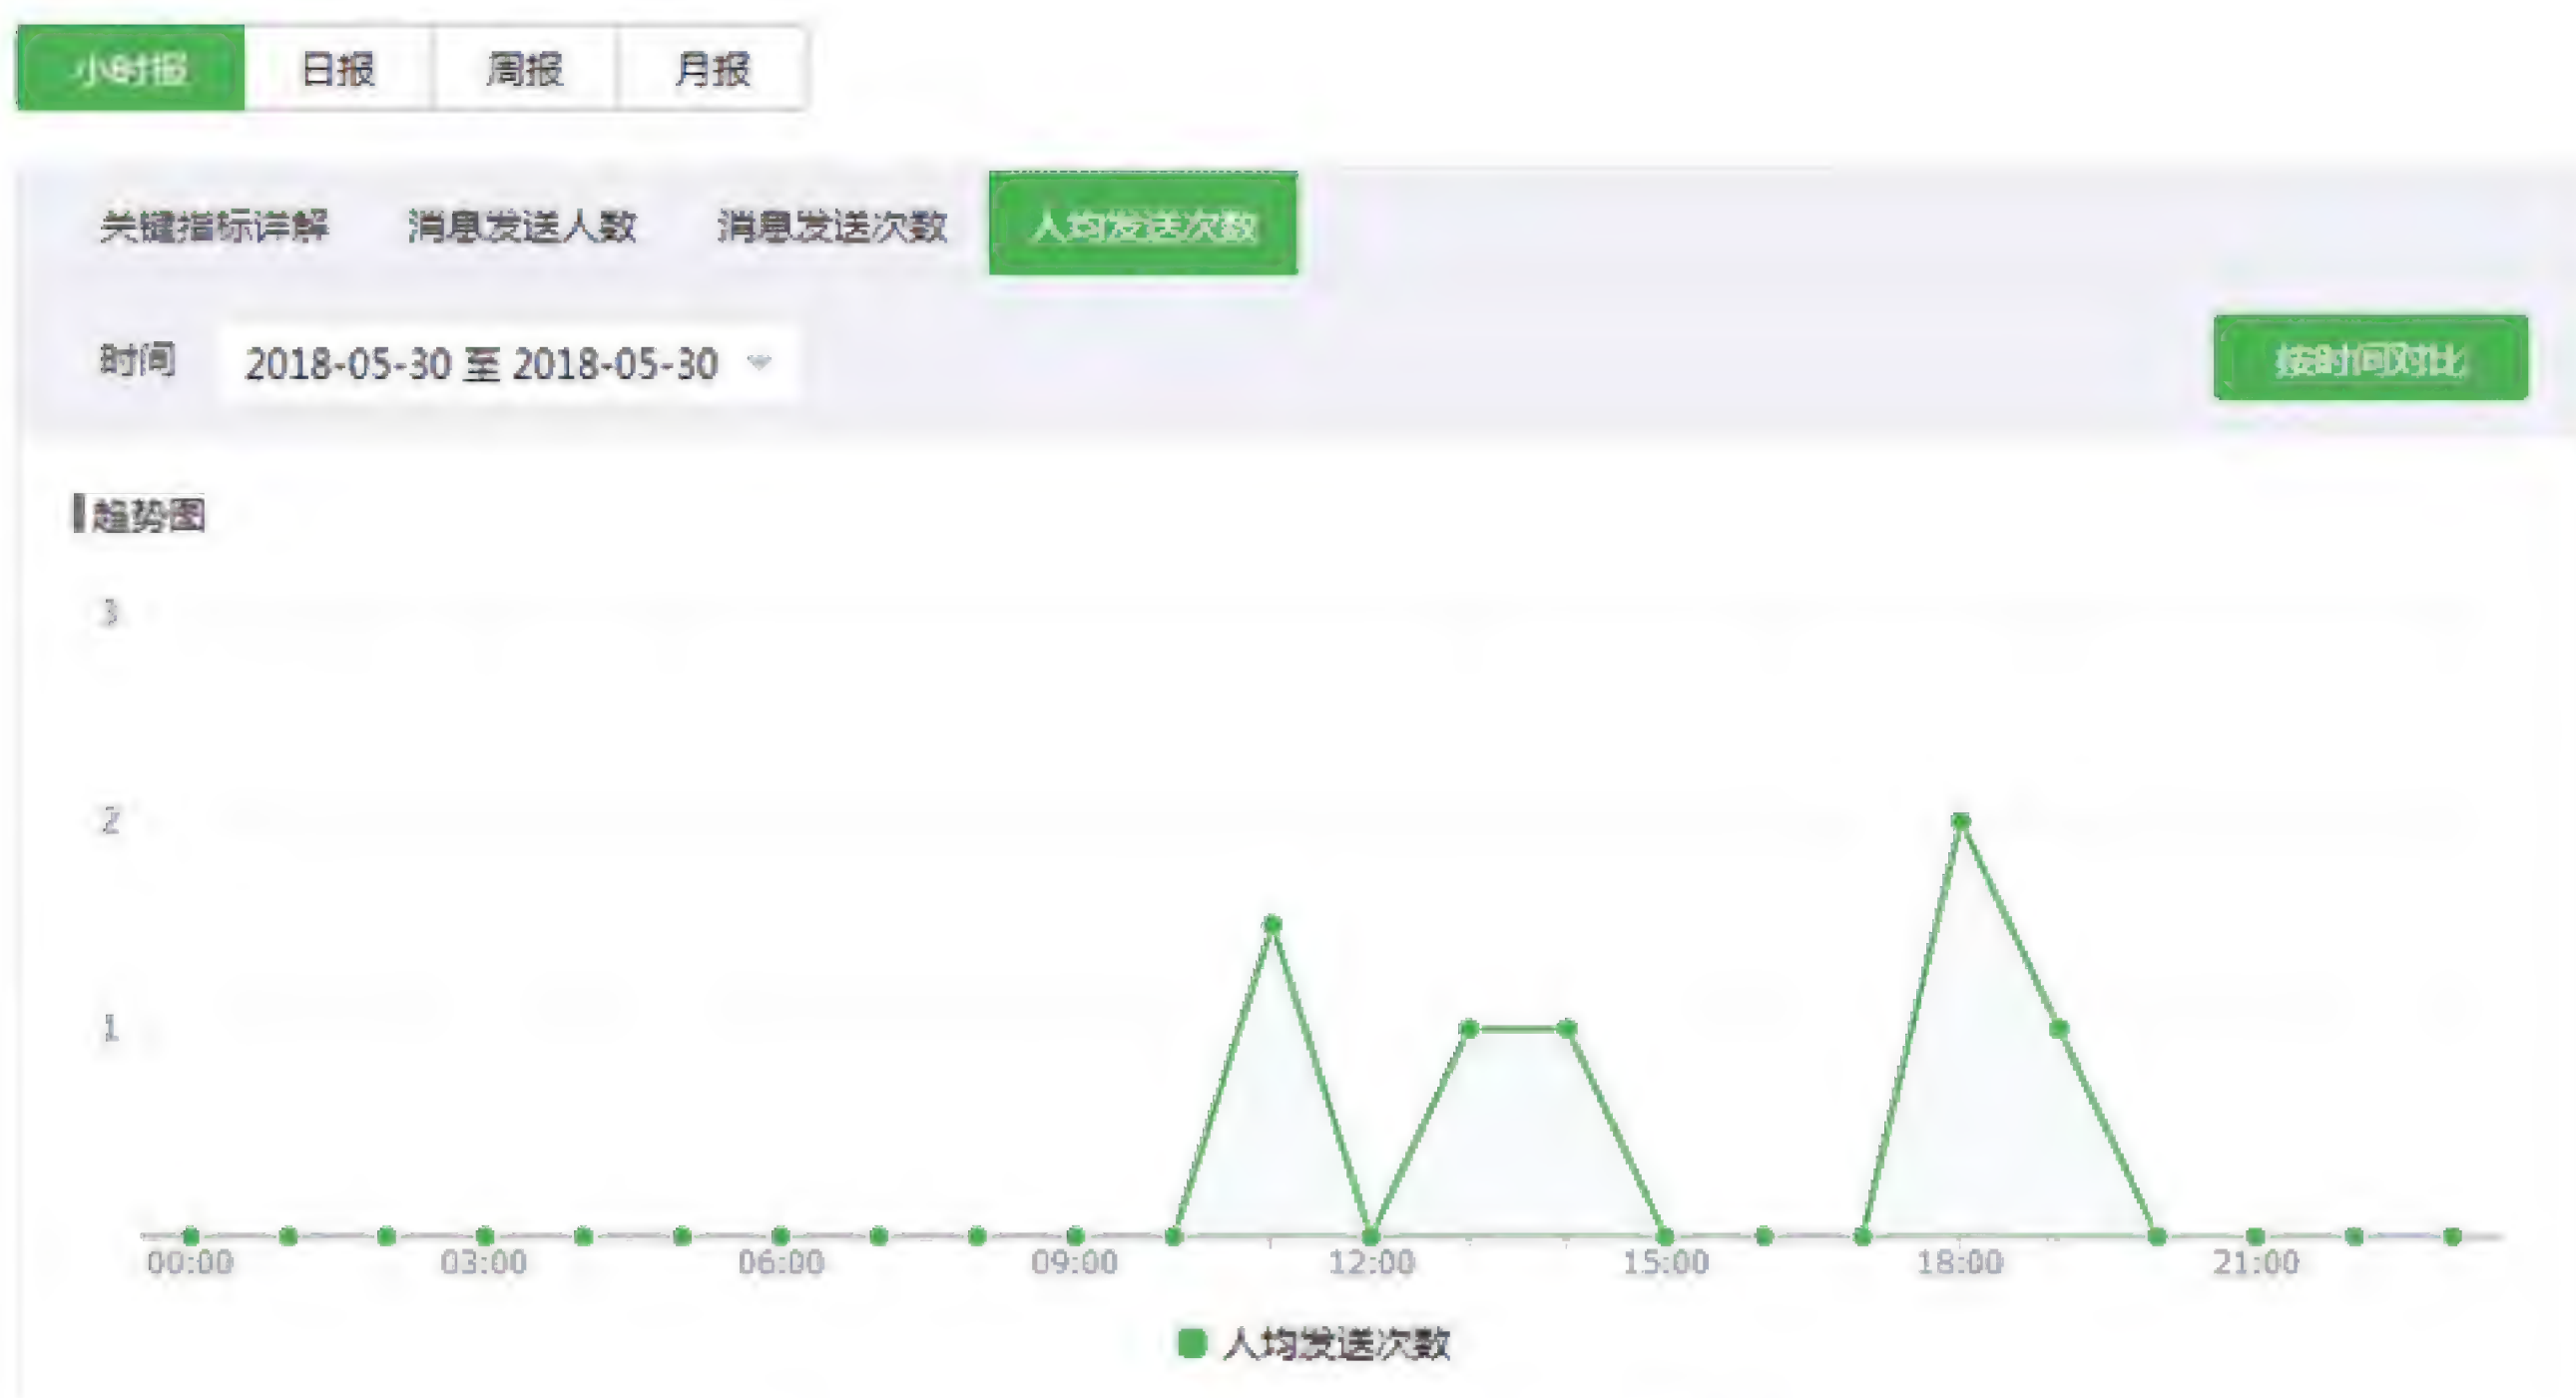 小时报 日报 周报 月报
关键指标详解 消息发送人数 消息发送次数 人均发送次数
时间 2018-05-30 至 2018-05-30 按时间对比
趋势图
3
2
1
00:00 03:00 06:00 09:00 12:00 15:00 18:00 21:00
人均发送次数